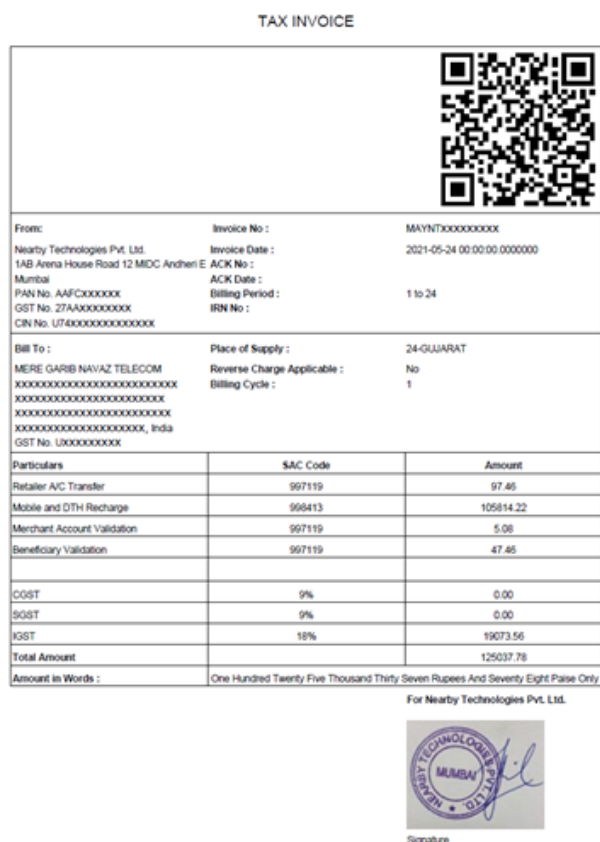 TAX INVOICE
From:
Nearby Technologies Pvt. Ltd.
1AB Arena House Road 12 MIDC Andheri E
Mumbai
PAN No. AAFCXXXXXX
GST No. 27AAXXXXXXXXX
CIN No. U74XXXXXXXXXXXXX
Invoice No : MAYNTXXXXXXXXX
Invoice Date : 2021-05-24 00:00:00.0000000
ACK No :
ACK Date :
Billing Period : 1 to 24
IRN No :
Bill To :
MERE GARIB NAVAZ TELECOM
XXXXXXXXXXXXXXXXXXXXXXXXXX
XXXXXXXXXXXXXXXXXXXXXXXX
XXXXXXXXXXXXXXXXXXXXXXXXX
XXXXXXXXXXXXXXXXXXXXX, India
GST No. UXXXXXXXXX
Place of Supply : 24-GUJARAT
Reverse Charge Applicable : No
Billing Cycle : 1
Particulars SAC Code Amount
Retailer A/C Transfer 997119 97.46
Mobile and DTH Recharge 998413 105814.22
Merchant Account Validation 997119 5.08
Beneficiary Validation 997119 47.46
CGST 9% 0.00
SGST 9% 0.00
IGST 18% 19073.56
Total Amount 125037.78
Amount in Words : One Hundred Twenty Five Thousand Thirty Seven Rupees And Seventy Eight Paise Only
For Nearby Technologies Pvt. Ltd.
NEARBY TECHNOLOGIES PVT. LTD.
MUMBAI
Signature